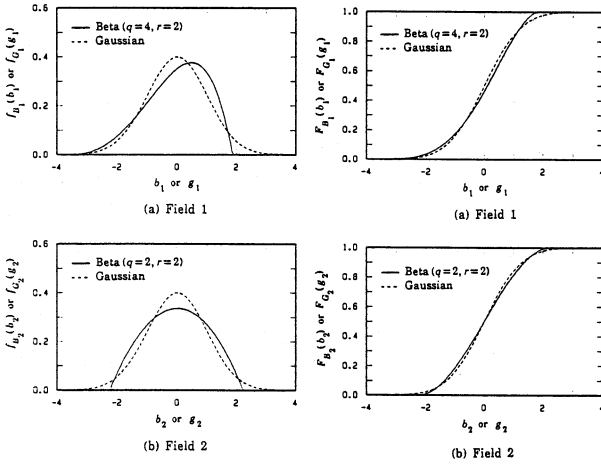 0.6
0.4
0.2
0.0
f_{B_1}(b_1) or f_{G_1}(g_1)
Beta (q=4, r=2)
Gaussian
-4 -2 0 2 4
b_1 or g_1
(a) Field 1
1.0
0.8
0.6
0.4
0.2
0.0
F_{B_1}(b_1) or F_{G_1}(g_1)
Beta (q=4, r=2)
Gaussian
-4 -2 0 2 4
b_1 or g_1
(a) Field 1
0.6
0.4
0.2
0.0
f_{B_2}(b_2) or f_{G_2}(g_2)
Beta (q=2, r=2)
Gaussian
-4 -2 0 2 4
b_2 or g_2
(b) Field 2
1.0
0.8
0.6
0.4
0.2
0.0
F_{B_2}(b_2) or F_{G_2}(g_2)
Beta (q=2, r=2)
Gaussian
-4 -2 0 2 4
b_2 or g_2
(b) Field 2